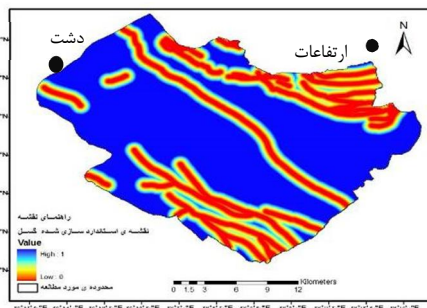 N
دشت
ارتفاعات
راهنمای نقشه
نقشه ی استاندارد سازی شده گسل
Value
High : 1
Low : 0
محدوده ی مورد مطالعه
Kilometers
0 1.5 3 6 9 12